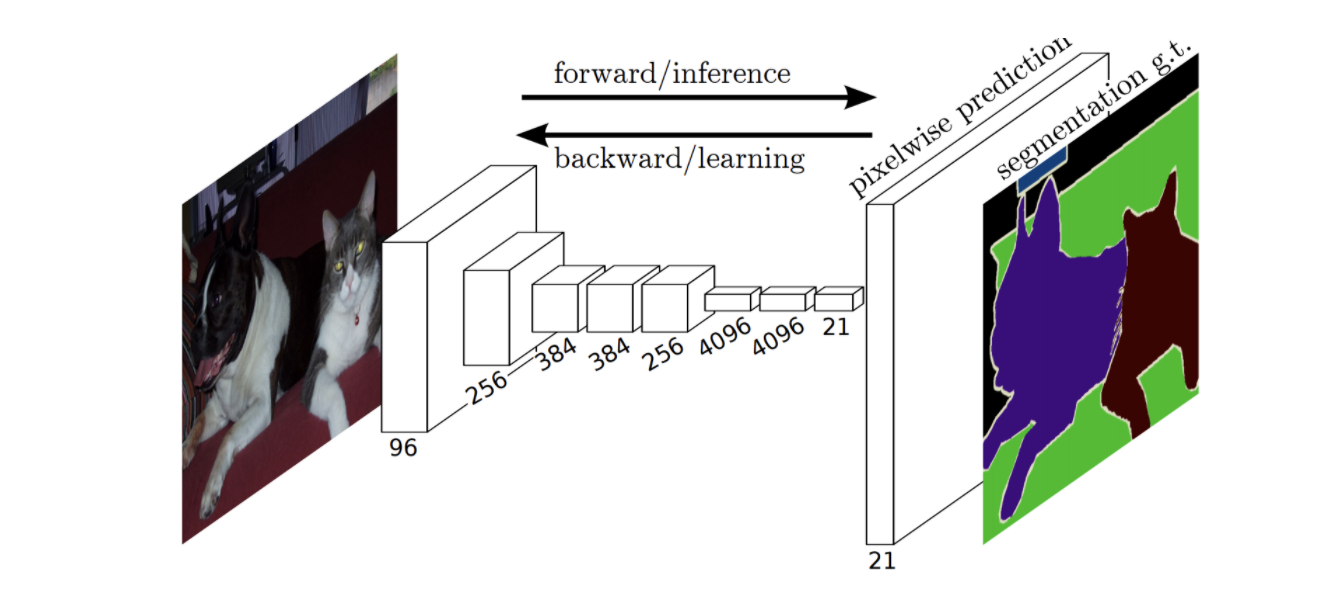 forward/inference
backward/learning
pixelwise prediction
segmentation g.t.
96
256
384
384
256
4096
4096
21
21